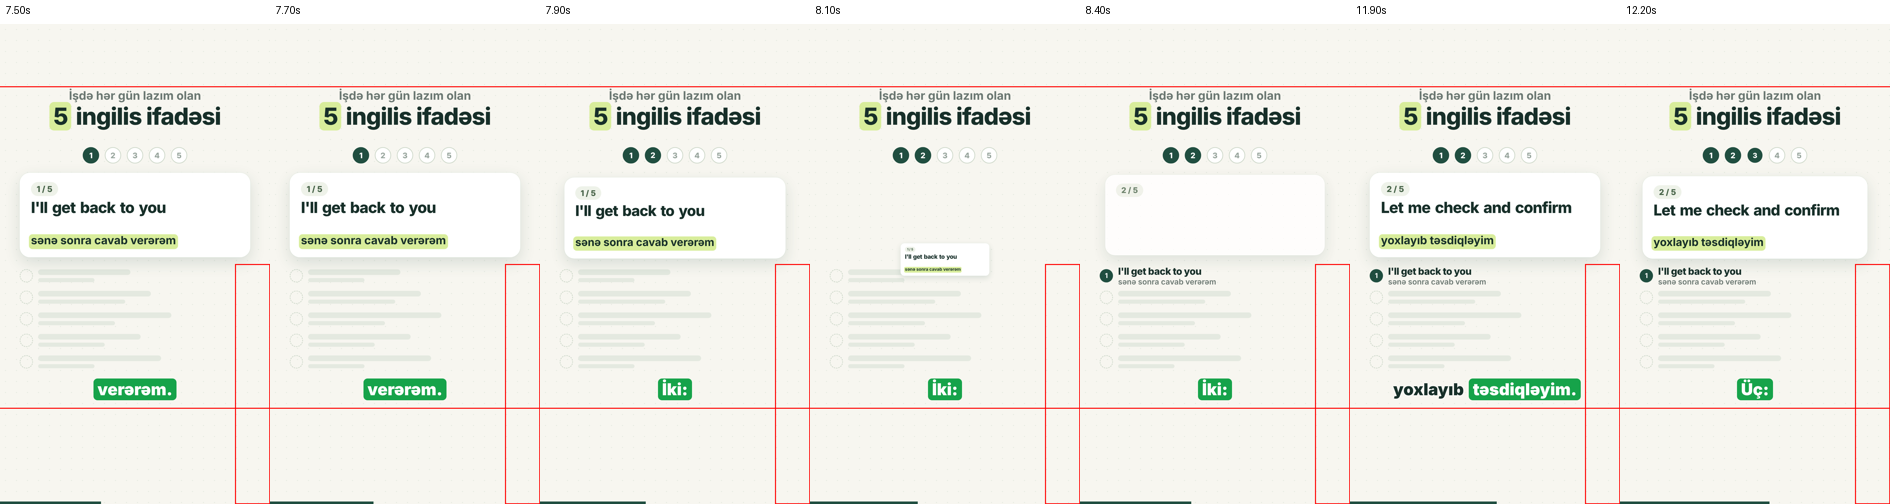 7.50s
İşdə hər gün lazım olan
5 ingilis ifadəsi
1 2 3 4 5
1 / 5
I'll get back to you
sənə sonra cavab verərəm
verərəm.
7.70s
İşdə hər gün lazım olan
5 ingilis ifadəsi
1 2 3 4 5
1 / 5
I'll get back to you
sənə sonra cavab verərəm
verərəm.
7.90s
İşdə hər gün lazım olan
5 ingilis ifadəsi
1 2 3 4 5
1 / 5
I'll get back to you
sənə sonra cavab verərəm
İki:
8.10s
İşdə hər gün lazım olan
5 ingilis ifadəsi
1 2 3 4 5
1/5
I'll get back to you
sənə sonra cavab verərəm
İki:
8.40s
İşdə hər gün lazım olan
5 ingilis ifadəsi
1 2 3 4 5
2 / 5
1 I'll get back to you
sənə sonra cavab verərəm
İki:
11.90s
İşdə hər gün lazım olan
5 ingilis ifadəsi
1 2 3 4 5
2 / 5
Let me check and confirm
yoxlayıb təsdiqləyim
1 I'll get back to you
sənə sonra cavab verərəm
yoxlayıb təsdiqləyim.
12.20s
İşdə hər gün lazım olan
5 ingilis ifadəsi
1 2 3 4 5
2 / 5
Let me check and confirm
yoxlayıb təsdiqləyim
1 I'll get back to you
sənə sonra cavab verərəm
Üç: